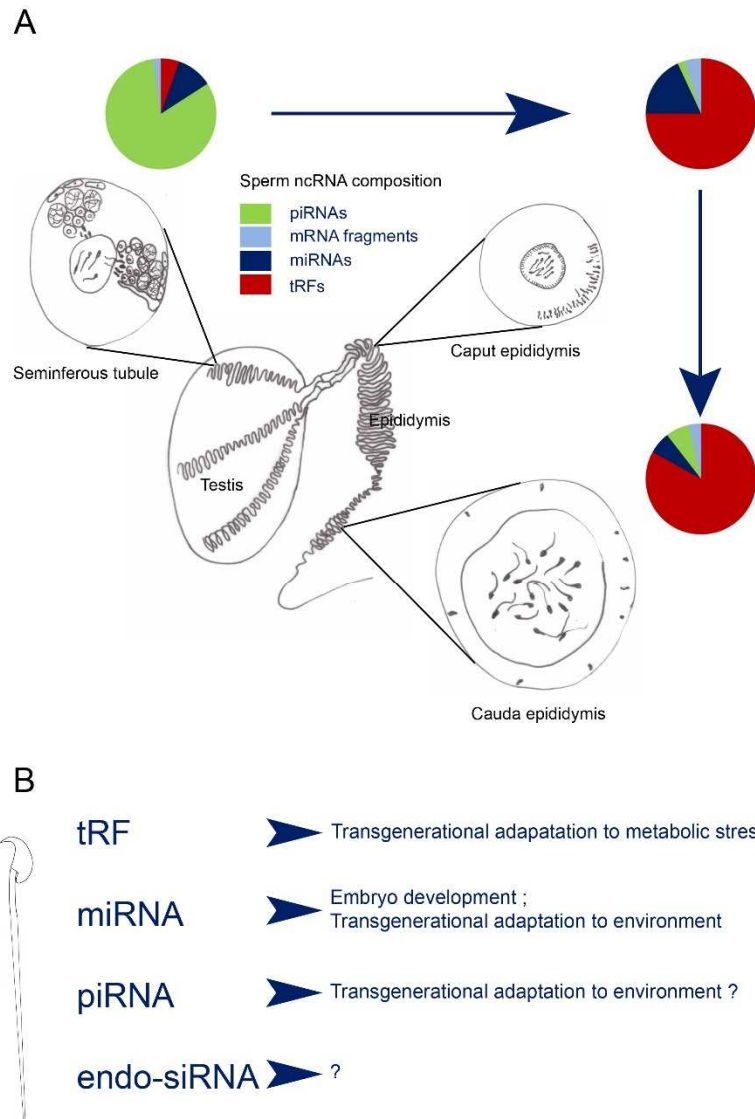 A
Sperm ncRNA composition
piRNAs
mRNA fragments
miRNAs
tRFs
Seminferous tubule
Caput epididymis
Epididymis
Testis
Cauda epididymis
B
tRF
Transgenerational adapatation to metabolic stres
miRNA
Embryo development ;
Transgenerational adaptation to environment
piRNA
Transgenerational adaptation to environment ?
endo-siRNA
?